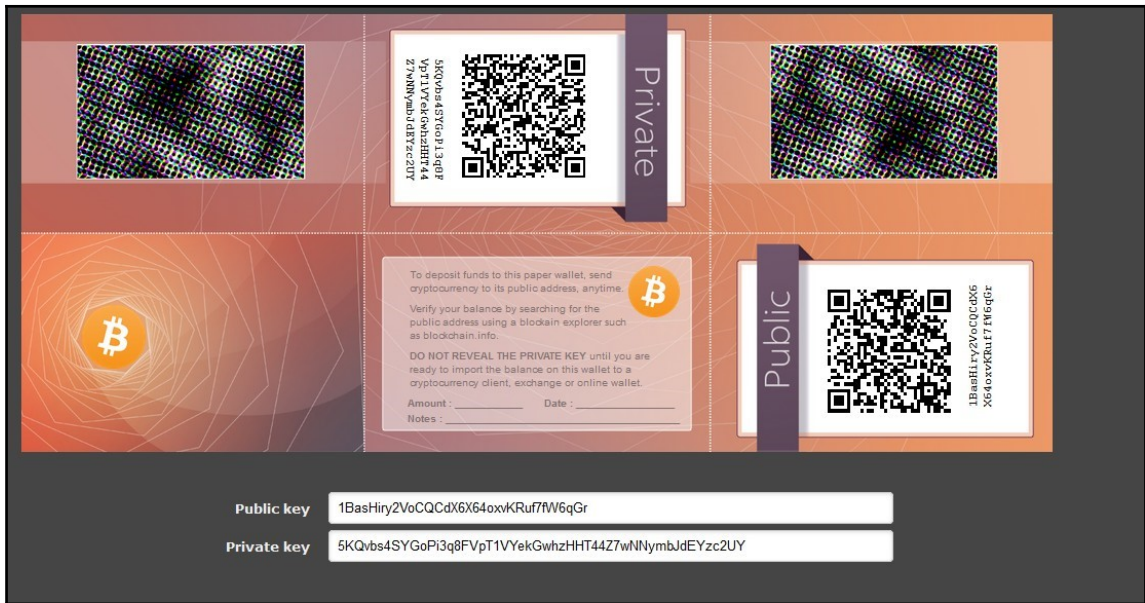 5KQvbs4SYGoPi3q8F
VpT1VYekGwhzHHT44
Z7wNNymbJdEYzc2UY
Private
To deposit funds to this paper wallet, send
cryptocurrency to its public address, anytime.
Verify your balance by searching for the
public address using a blockain explorer such
as blockchain.info.
DO NOT REVEAL THE PRIVATE KEY until you are
ready to import the balance on this wallet to a
cryptocurrency client, exchange or online wallet.
Amount : Date :
Notes :
Public
1BasHiry2VoCQCdX6
X64oxvKRuf7fW6qGr
Public key 1BasHiry2VoCQCdX6X64oxvKRuf7fW6qGr
Private key 5KQvbs4SYGoPi3q8FVpT1VYekGwhzHHT44Z7wNNymbJdEYzc2UY